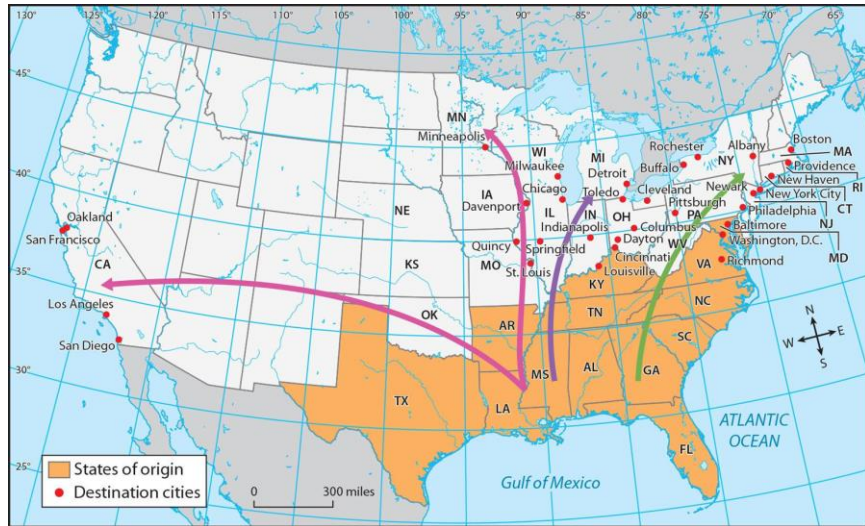 130°
125°
120°
115°
110°
105°
100°
95°
90°
85°
80°
75°
70°
65°
45°
40°
35°
30°
25°
MN
Minneapolis
WI
Milwaukee
MI
Detroit
Rochester
Buffalo
NY
Albany
Boston
MA
Providence
New Haven
RI
New York City
CT
Newark
Philadelphia
NJ
Baltimore
Washington, D.C.
MD
Richmond
IA
Davenport
Chicago
Toledo
Cleveland
Pittsburgh
PA
NE
IL
IN
OH
Indianapolis
Columbus
Dayton
WV
Cincinnati
Louisville
Quincy
Springfield
MO
St. Louis
KS
KY
VA
Oakland
San Francisco
CA
Los Angeles
San Diego
OK
AR
TN
NC
SC
TX
LA
MS
AL
GA
FL
N
W
E
S
ATLANTIC
OCEAN
Gulf of Mexico
States of origin
Destination cities
0
300 miles